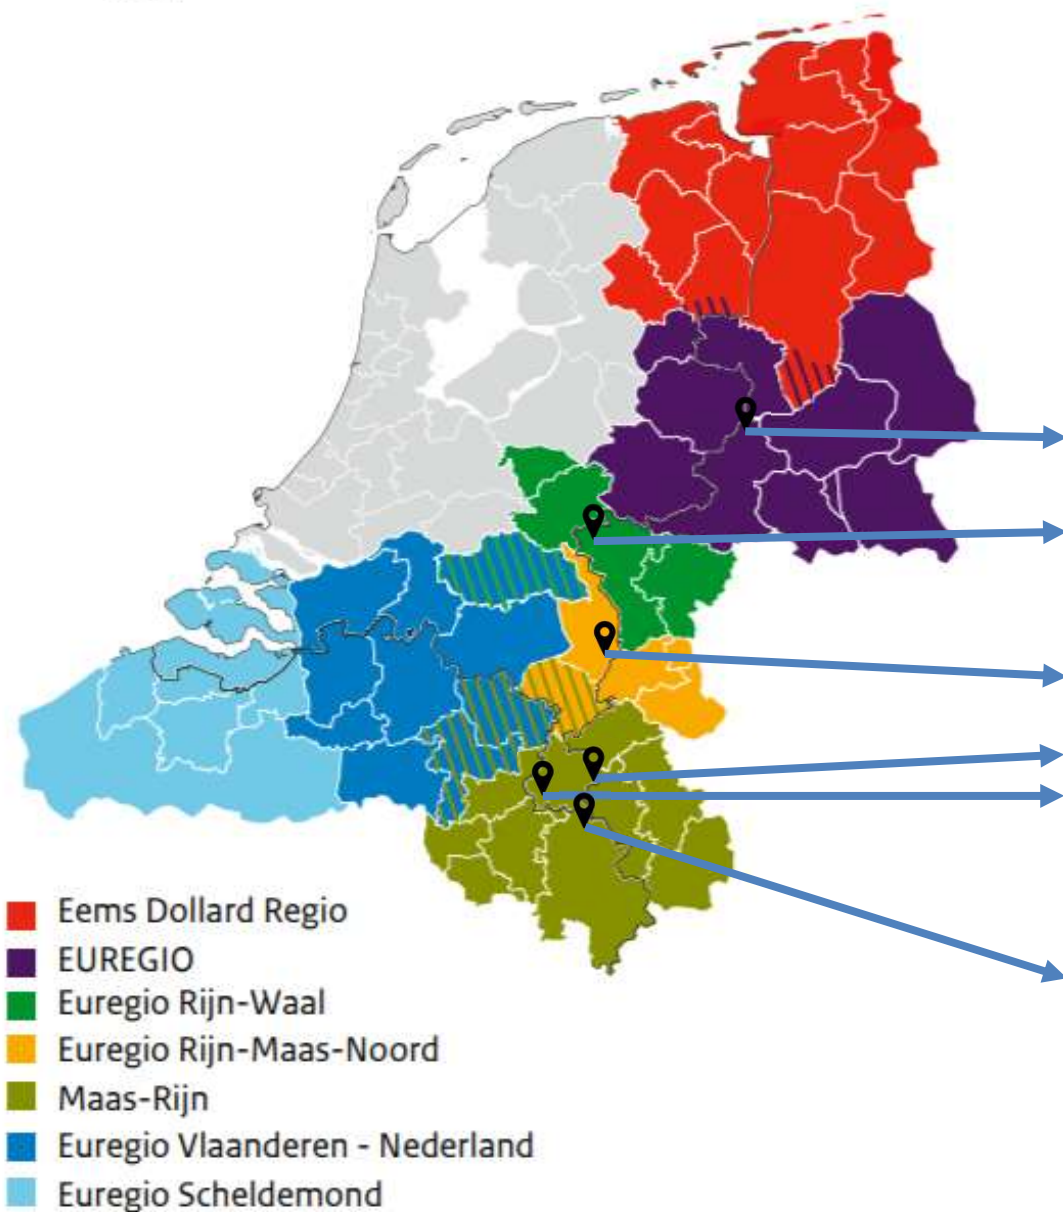 Eems Dollard Regio
EUREGIO
Euregio Rijn-Waal
Euregio Rijn-Maas-Noord
Maas-Rijn
Euregio Vlaanderen - Nederland
Euregio Scheldemond